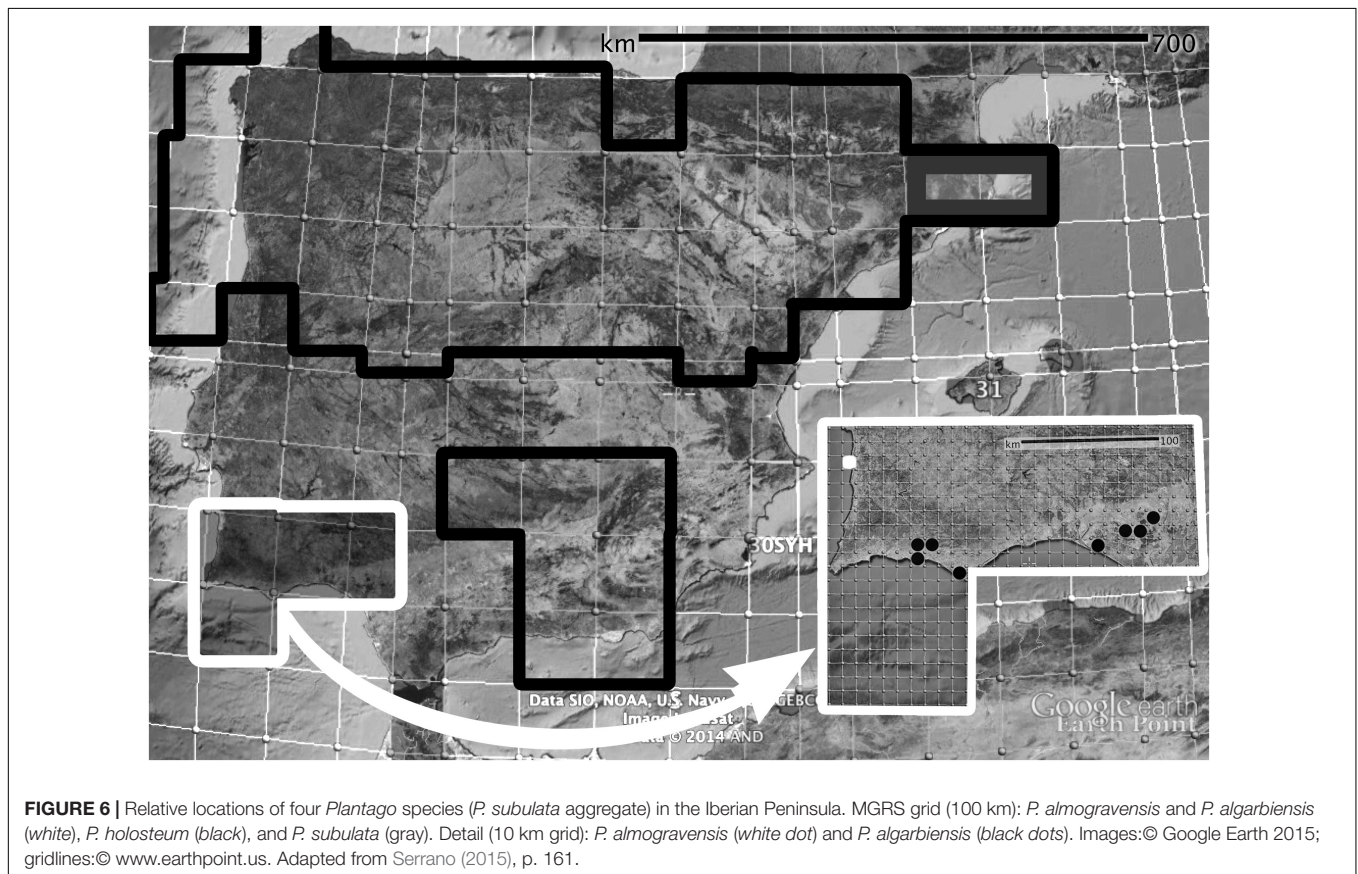 km 700
31
km 100
30SYH
Data SIO, NOAA, U.S. Navy
Google earth
Earth Point
© 2014 AND
FIGURE 6 | Relative locations of four Plantago species (P. subulata aggregate) in the Iberian Peninsula. MGRS grid (100 km): P. almogravensis and P. algarbiensis
(white), P. holosteum (black), and P. subulata (gray). Detail (10 km grid): P. almogravensis (white dot) and P. algarbiensis (black dots). Images:© Google Earth 2015;
gridlines:© www.earthpoint.us. Adapted from Serrano (2015), p. 161.